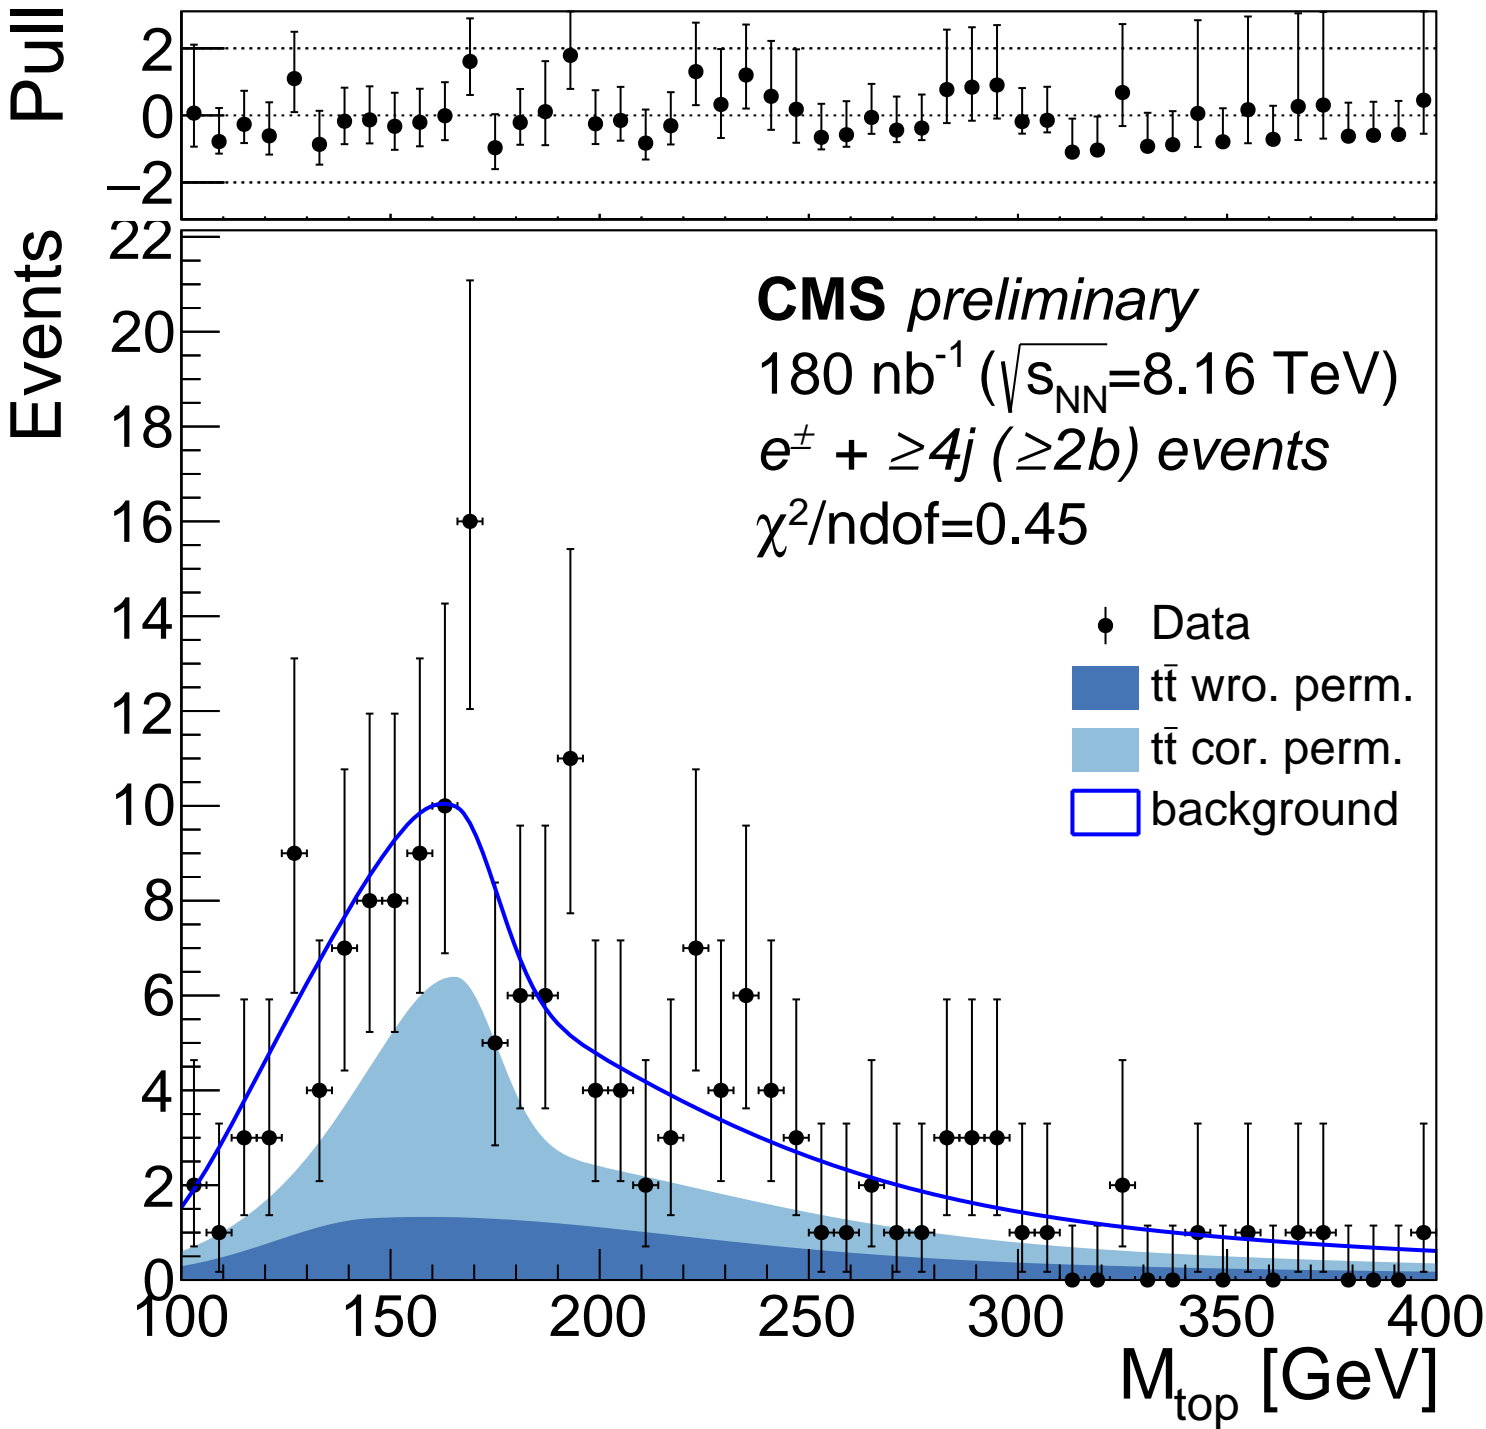 Pull
2
0
−2
Events
22
20
18
16
14
12
10
8
6
4
2
0
CMS preliminary
180 nb⁻¹ (√s_NN=8.16 TeV)
e± + ≥4j (≥2b) events
χ²/ndof=0.45
Data
tt̄ wro. perm.
tt̄ cor. perm.
background
100 150 200 250 300 350 400
M_top [GeV]